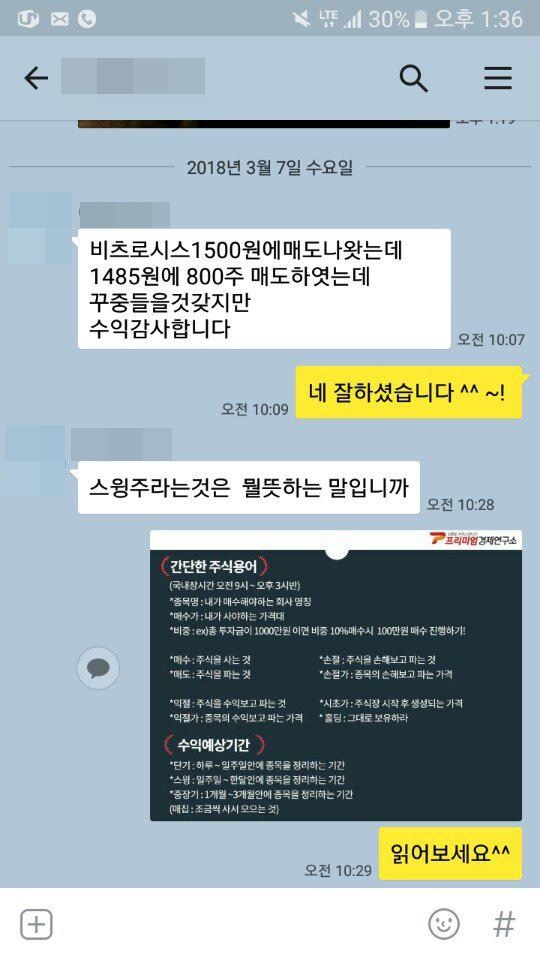 LTE 30% 오후 1:36
2018년 3월 7일 수요일
비츠로시스1500원에매도나왓는데
1485원에 800주 매도하엿는데
꾸중들을것갖지만
수익감사합니다
오전 10:07
네 잘하셨습니다 ^^ ~!
오전 10:09
스윙주라는것은 뭘뜻하는 말입니까
오전 10:28
프리미엄경제연구소
간단한 주식용어
(국내장시간 오전 9시 ~ 오후 3시반)
*종목명 : 내가 매수해야하는 회사 명칭
*매수가 : 내가 사야하는 가격대
*비중 : ex)총 투자금이 1000만원 이면 비중 10%매수시 100만원 매수 진행하기!
*매수 : 주식을 사는 것
*매도 : 주식을 파는 것
*손절 : 주식을 손해보고 파는 것
*손절가 : 종목의 손해보고 파는 가격
*익절 : 주식을 수익보고 파는 것
*익절가 : 종목의 수익보고 파는 가격
*시초가 : 주식장 시작 후 생성되는 가격
* 홀딩 : 그대로 보유하라
수익예상기간
*단기 : 하루 ~ 일주일안에 종목을 정리하는 기간
*스윙 : 일주일 ~ 한달안에 종목을 정리하는 기간
*중장기 : 1개월 ~3개월안에 종목을 정리하는 기간
(매집 : 조금씩 사서 모으는 것)
읽어보세요^^
오전 10:29
#